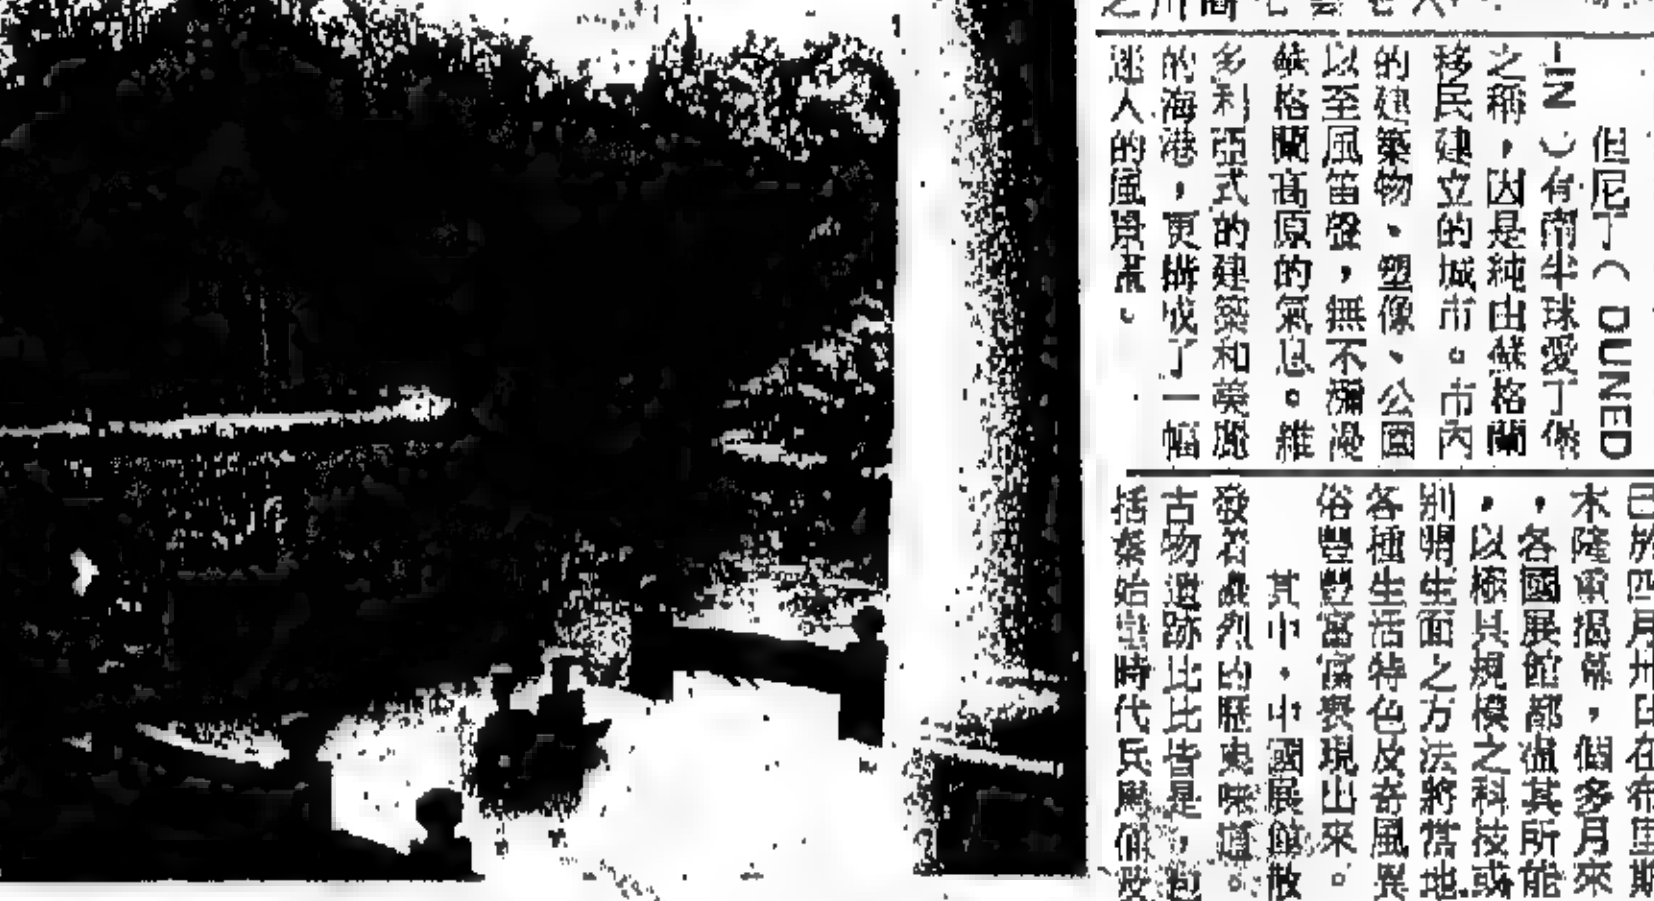 但尼丁（DUNED
-IN）有南半球愛丁堡
之稱，因是純由蘇格蘭
移民建立的城市。市內
的建築物、塑像、公園
以至風笛聲，無不瀰漫
蘇格蘭高原的氣息。維
多利亞式的建築和美麗
的海港，更構成了一幅
迷人的風景畫。
已於四月卅日在布里斯
本隆重揭幕，個多月來
，各國展館都盡其所能
，以極其規模之科技或
別開生面之方法將當地
各種生活特色及奇風異
俗豐豐富富表現出來。
其中，中國展館散
發着濃烈的歷史味道。
古物遺跡比比皆是，包
括秦始皇時代兵馬俑及